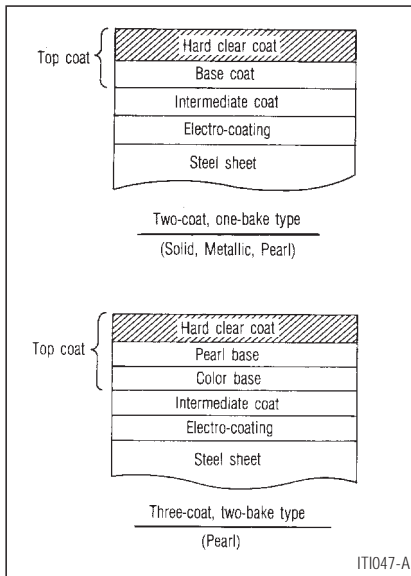 Top coat
Hard clear coat
Base coat
Intermediate coat
Electro-coating
Steel sheet
Two-coat, one-bake type
(Solid, Metallic, Pearl)
Top coat
Hard clear coat
Pearl base
Color base
Intermediate coat
Electro-coating
Steel sheet
Three-coat, two-bake type
(Pearl)
ITI047-A